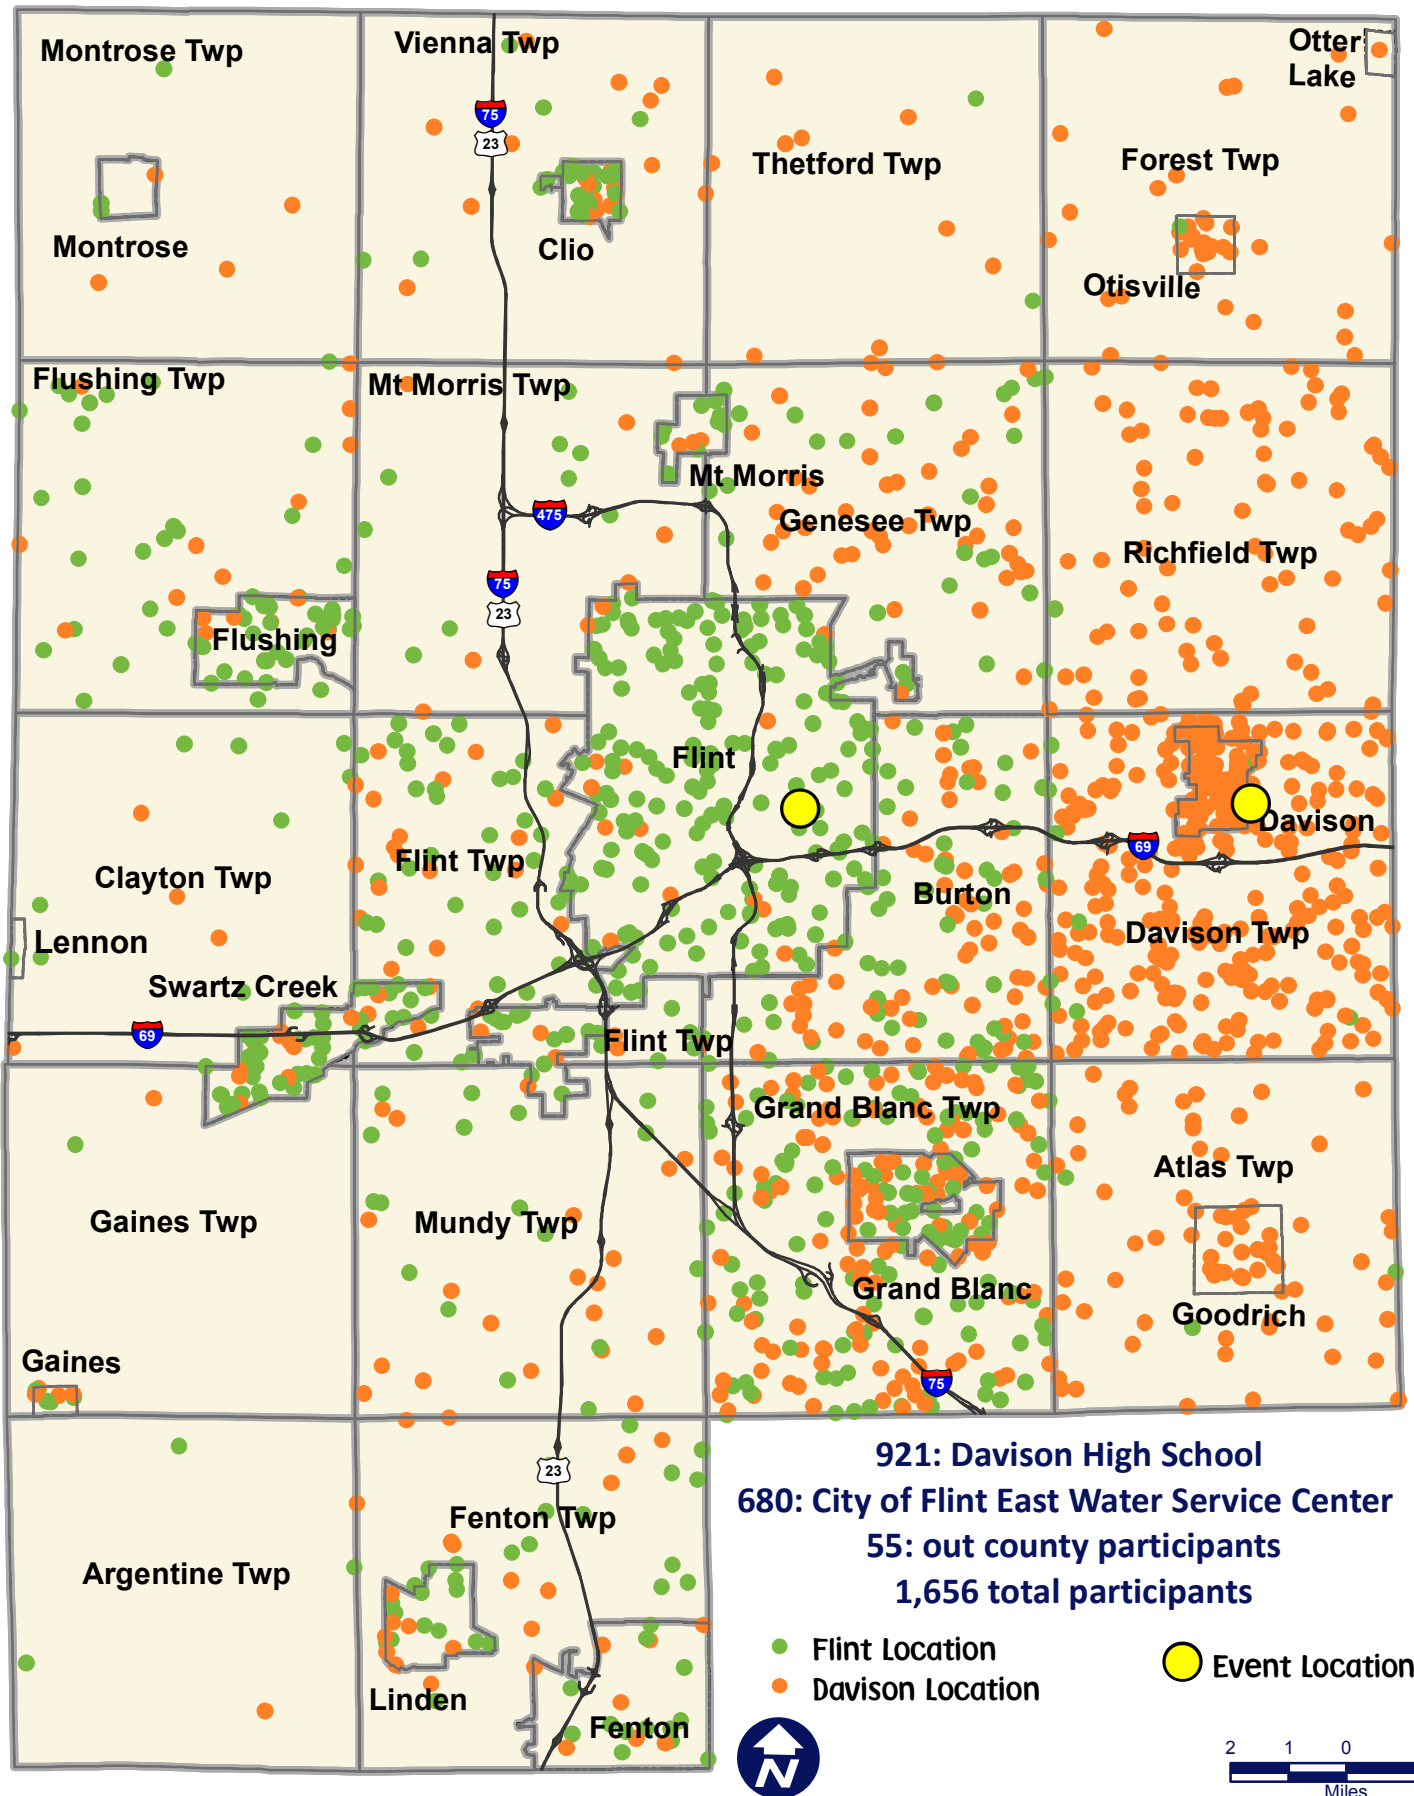 Montrose Twp
Vienna Twp
Otter
Lake
75
23
Thetford Twp
Forest Twp
Montrose
Clio
Otisville
Flushing Twp
Mt Morris Twp
Mt Morris
475
Genesee Twp
Richfield Twp
75
23
Flushing
Flint
Davison
69
Flint Twp
Clayton Twp
Burton
Lennon
Davison Twp
Swartz Creek
69
Flint Twp
Grand Blanc Twp
Atlas Twp
Gaines Twp
Mundy Twp
Grand Blanc
Goodrich
Gaines
75
23
Fenton Twp
Argentine Twp
Linden
Fenton
921: Davison High School
680: City of Flint East Water Service Center
55: out county participants
1,656 total participants
Flint Location
Davison Location
Event Location
N
2 1 0
Miles